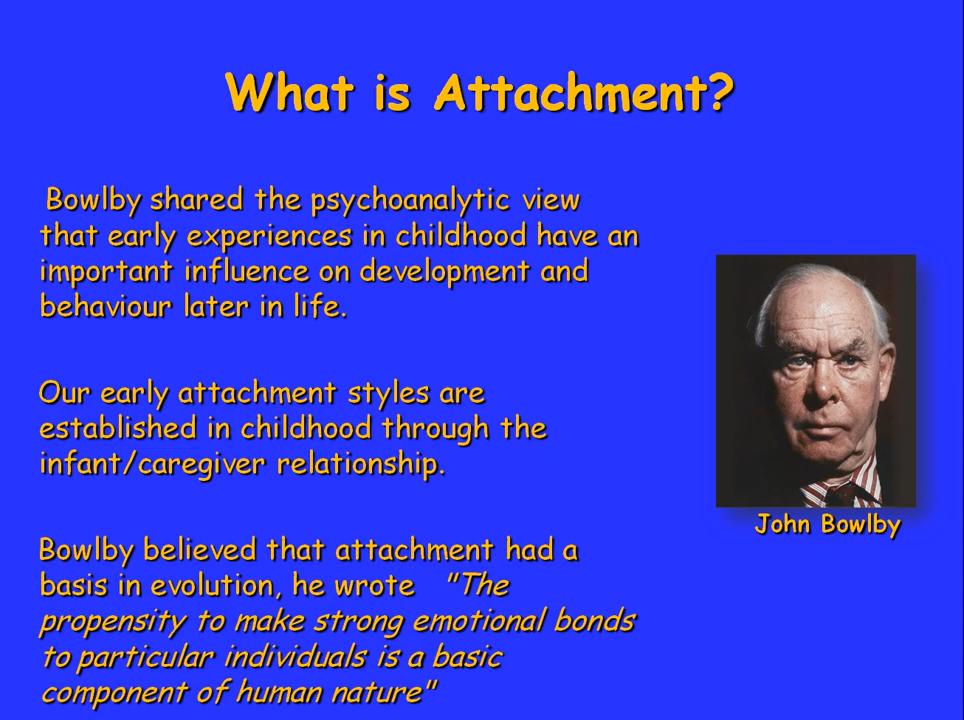 What is Attachment?
Bowlby shared the psychoanalytic view
that early experiences in childhood have an
important influence on development and
behaviour later in life.
Our early attachment styles are
established in childhood through the
infant/caregiver relationship.
Bowlby believed that attachment had a
basis in evolution, he wrote "The
propensity to make strong emotional bonds
to particular individuals is a basic
component of human nature"
John Bowlby